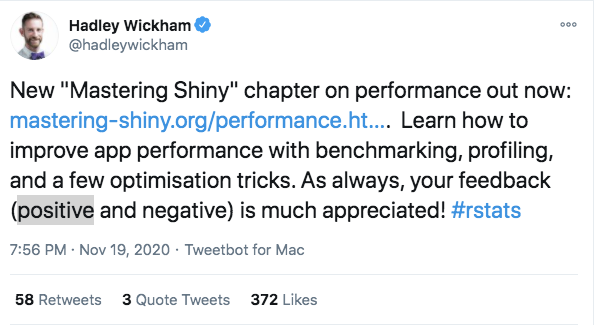 Hadley Wickham
@hadleywickham
New "Mastering Shiny" chapter on performance out now:
mastering-shiny.org/performance.ht.... Learn how to
improve app performance with benchmarking, profiling,
and a few optimisation tricks. As always, your feedback
(positive and negative) is much appreciated! #rstats
7:56 PM · Nov 19, 2020 · Tweetbot for Mac
58 Retweets 3 Quote Tweets 372 Likes